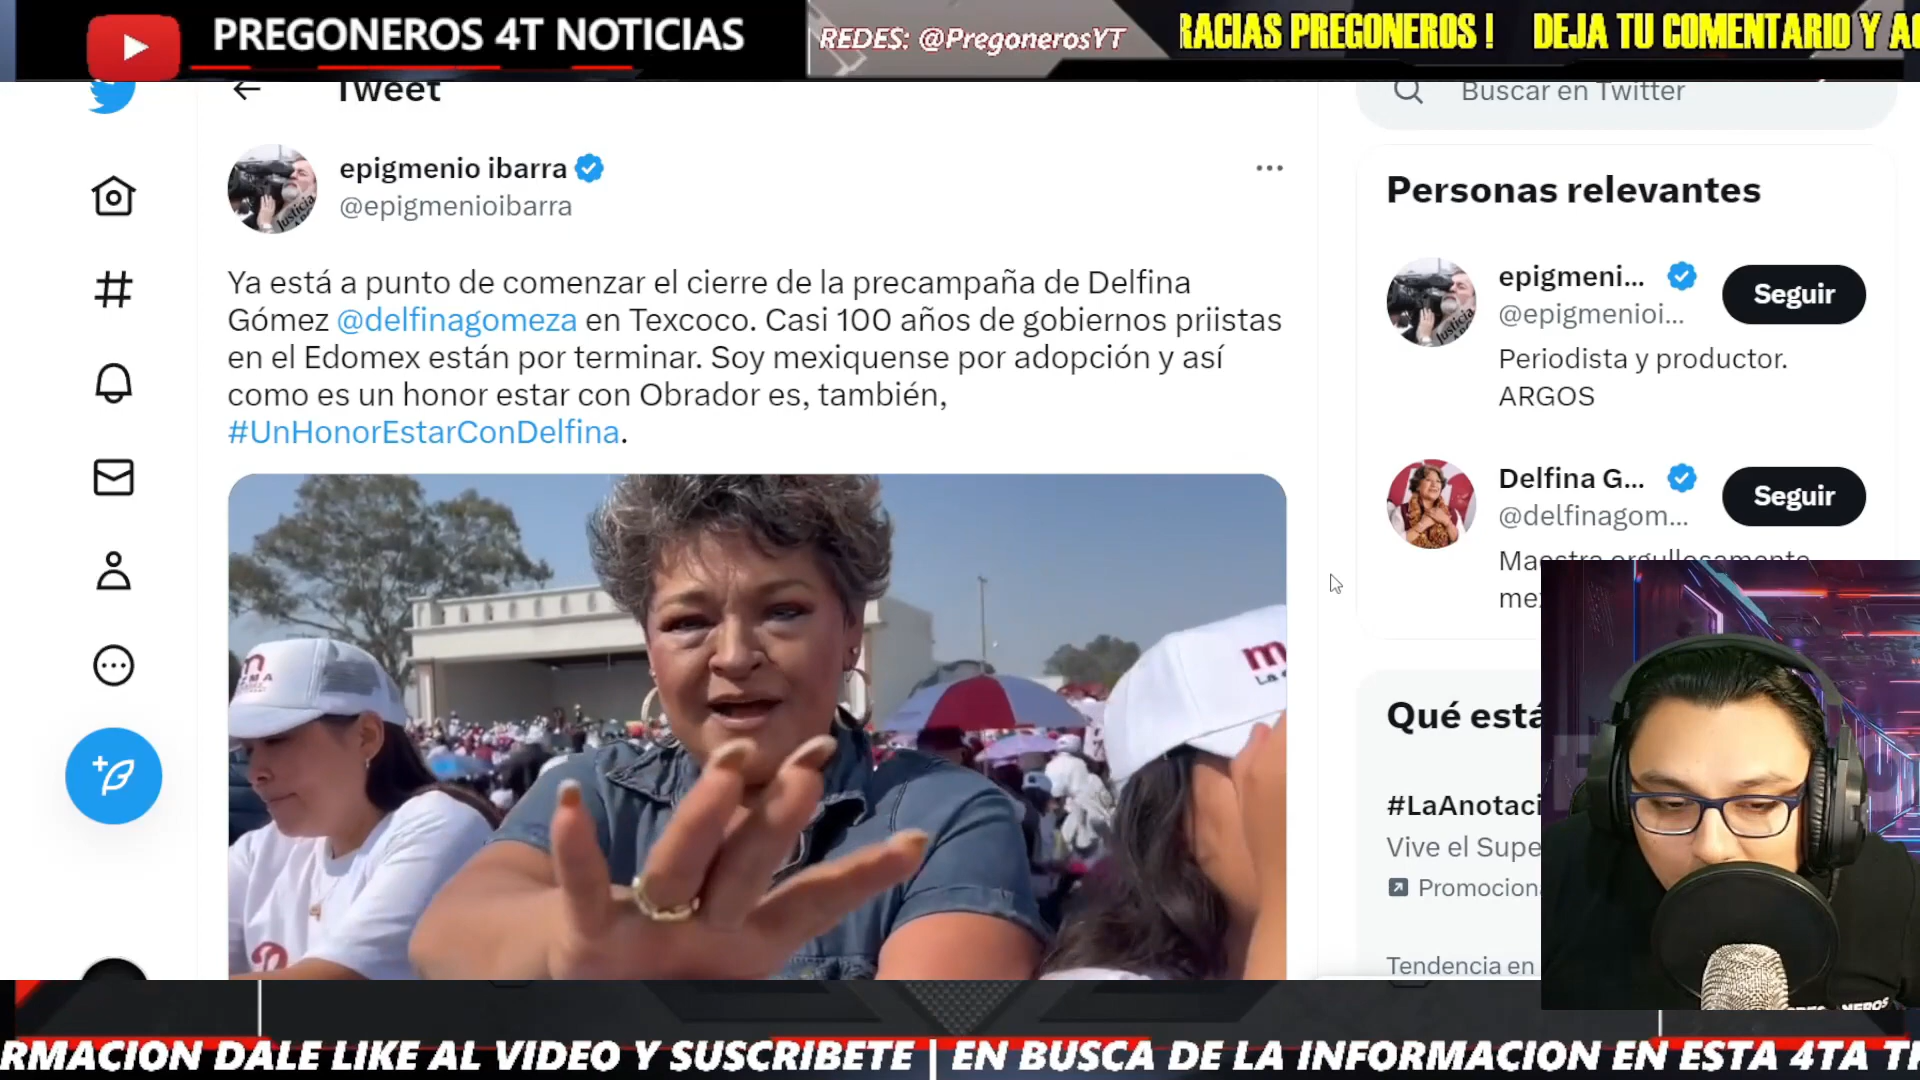 PREGONEROS 4T NOTICIAS
REDES: @PregonerosYT
RACIAS PREGONEROS ! DEJA TU COMENTARIO Y
Tweet
Buscar en Twitter
epigmenio ibarra
@epigmenioibarra
Ya está a punto de comenzar el cierre de la precampaña de Delfina
Gómez @delfinagomeza en Texcoco. Casi 100 años de gobiernos priistas
en el Edomex están por terminar. Soy mexiquense por adopción y así
como es un honor estar con Obrador es, también,
#UnHonorEstarConDelfina.
Personas relevantes
epigmeni...
@epigmenioi...
Seguir
Periodista y productor.
ARGOS
Delfina G...
@delfinagom...
Seguir
Maestra orgullosamente
Qué está
#LaAnotaci
Vive el Supe
Promocion
Tendencia en
RMACION DALE LIKE AL VIDEO Y SUSCRIBETE | EN BUSCA DE LA INFORMACION EN ESTA 4TA